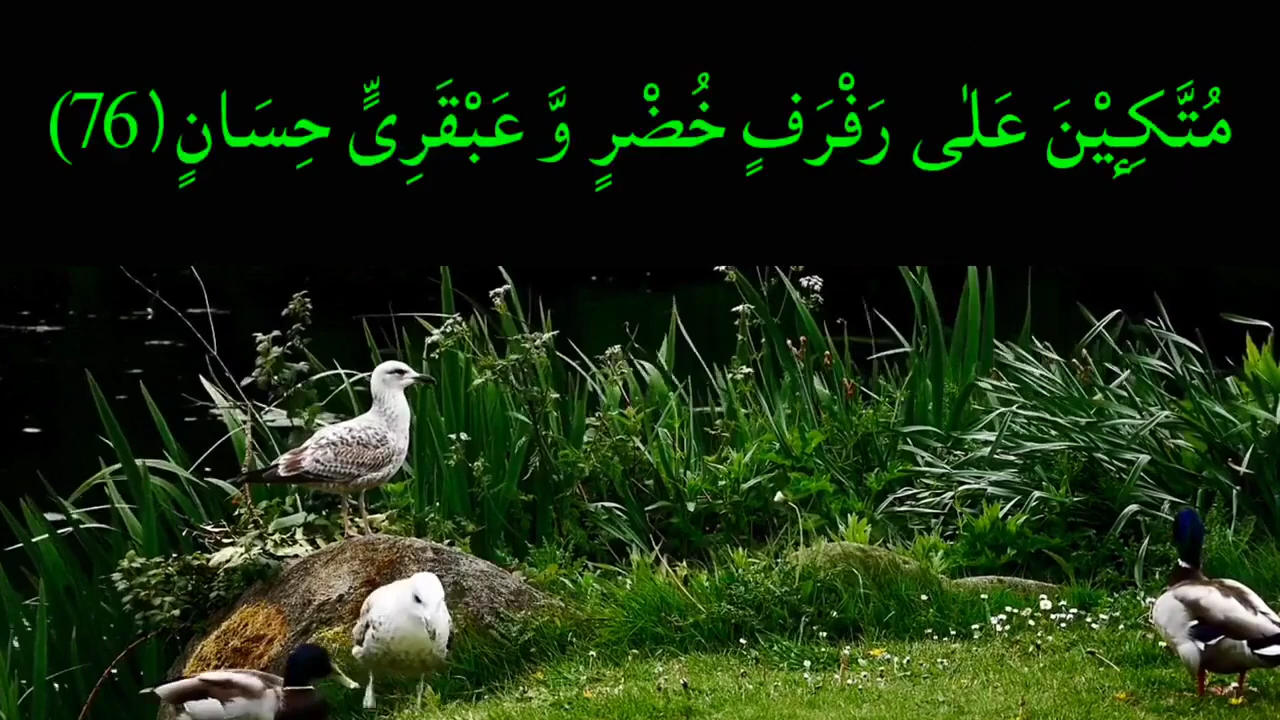 مُتَّكِـِٕیْنَ عَلٰی رَفْرَفٍ خُضْرٍ وَّ عَبْقَرِیٍّ حِسَانٍ(76)